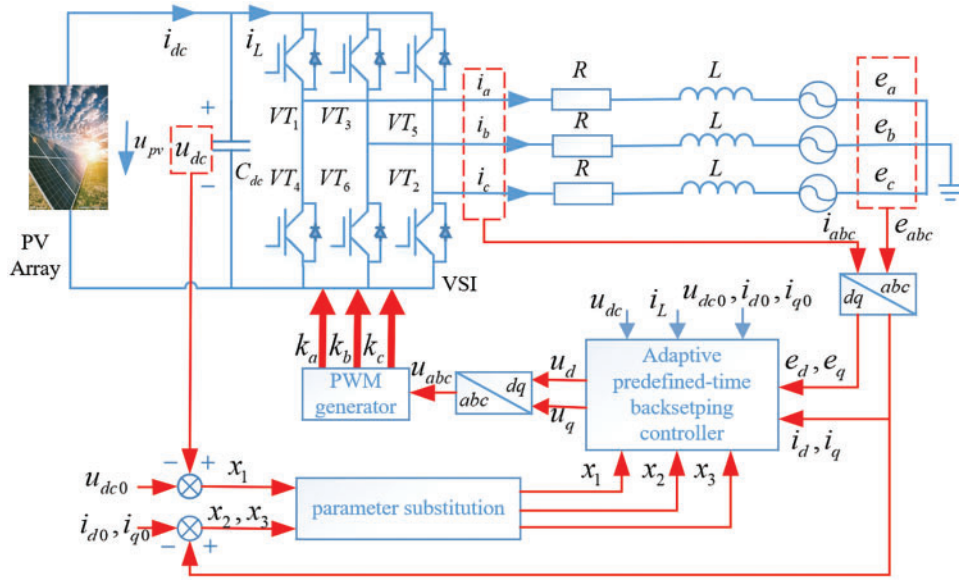 i_dc
i_L
+
u_pv
u_dc
−
C_dc
PV
Array
VT_1
VT_3
VT_5
VT_4
VT_6
VT_2
VSI
i_a
R
L
e_a
i_b
R
L
e_b
i_c
R
L
e_c
i_abc
e_abc
dq
abc
k_a
k_b
k_c
PWM
generator
u_abc
abc
dq
u_d
u_q
u_dc
i_L
u_dc0, i_d0, i_q0
Adaptive
predefined-time
backsetping
controller
e_d, e_q
i_d, i_q
x_1
x_2
x_3
−
+
u_dc0
x_1
i_d0, i_q0
−
+
x_2, x_3
parameter substitution